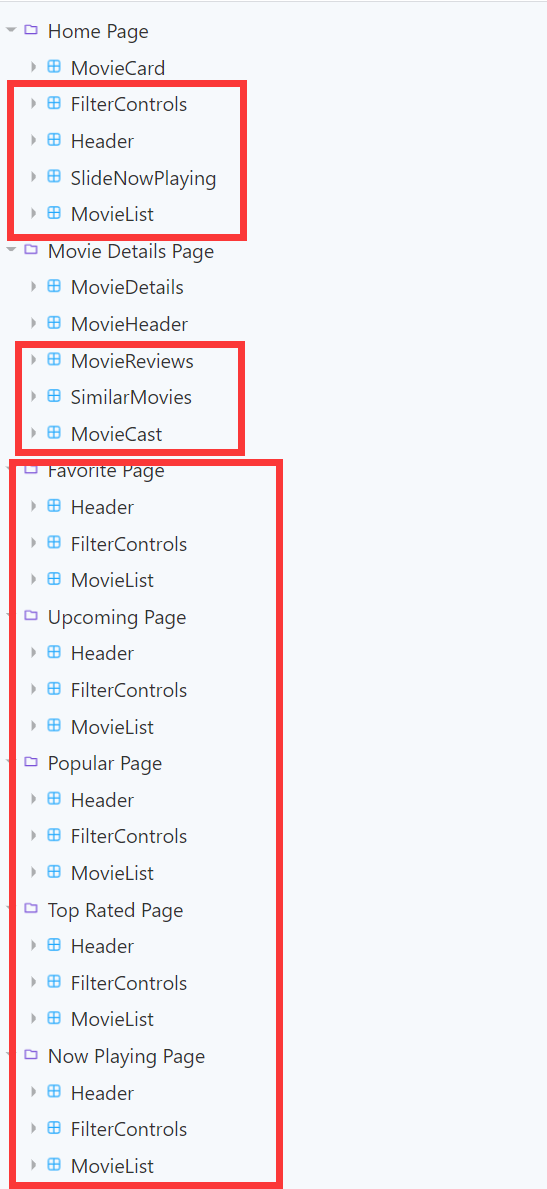 Home Page
MovieCard
FilterControls
Header
SlideNowPlaying
MovieList
Movie Details Page
MovieDetails
MovieHeader
MovieReviews
SimilarMovies
MovieCast
Favorite Page
Header
FilterControls
MovieList
Upcoming Page
Header
FilterControls
MovieList
Popular Page
Header
FilterControls
MovieList
Top Rated Page
Header
FilterControls
MovieList
Now Playing Page
Header
FilterControls
MovieList